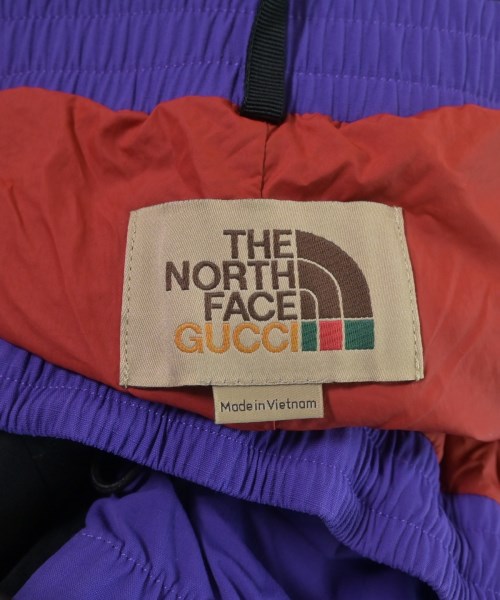 THE
NORTH
FACE
GUCCI
Made in Vietnam